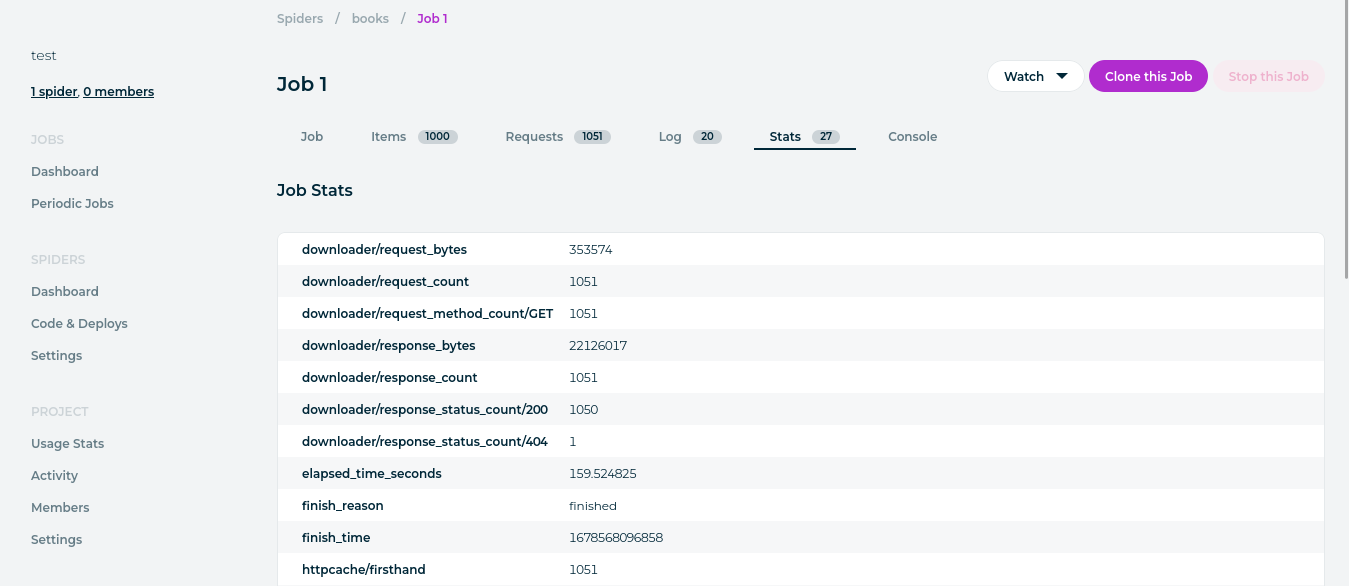 Spiders / books / Job 1
test
1 spider, 0 members
JOBS
Dashboard
Periodic Jobs
SPIDERS
Dashboard
Code & Deploys
Settings
PROJECT
Usage Stats
Activity
Members
Settings
Job 1
Watch
Clone this Job
Stop this Job
Job Items 1000 Requests 1051 Log 20 Stats 27 Console
Job Stats
downloader/request_bytes 353574
downloader/request_count 1051
downloader/request_method_count/GET 1051
downloader/response_bytes 22126017
downloader/response_count 1051
downloader/response_status_count/200 1050
downloader/response_status_count/404 1
elapsed_time_seconds 159.524825
finish_reason finished
finish_time 1678568096858
httpcache/firsthand 1051